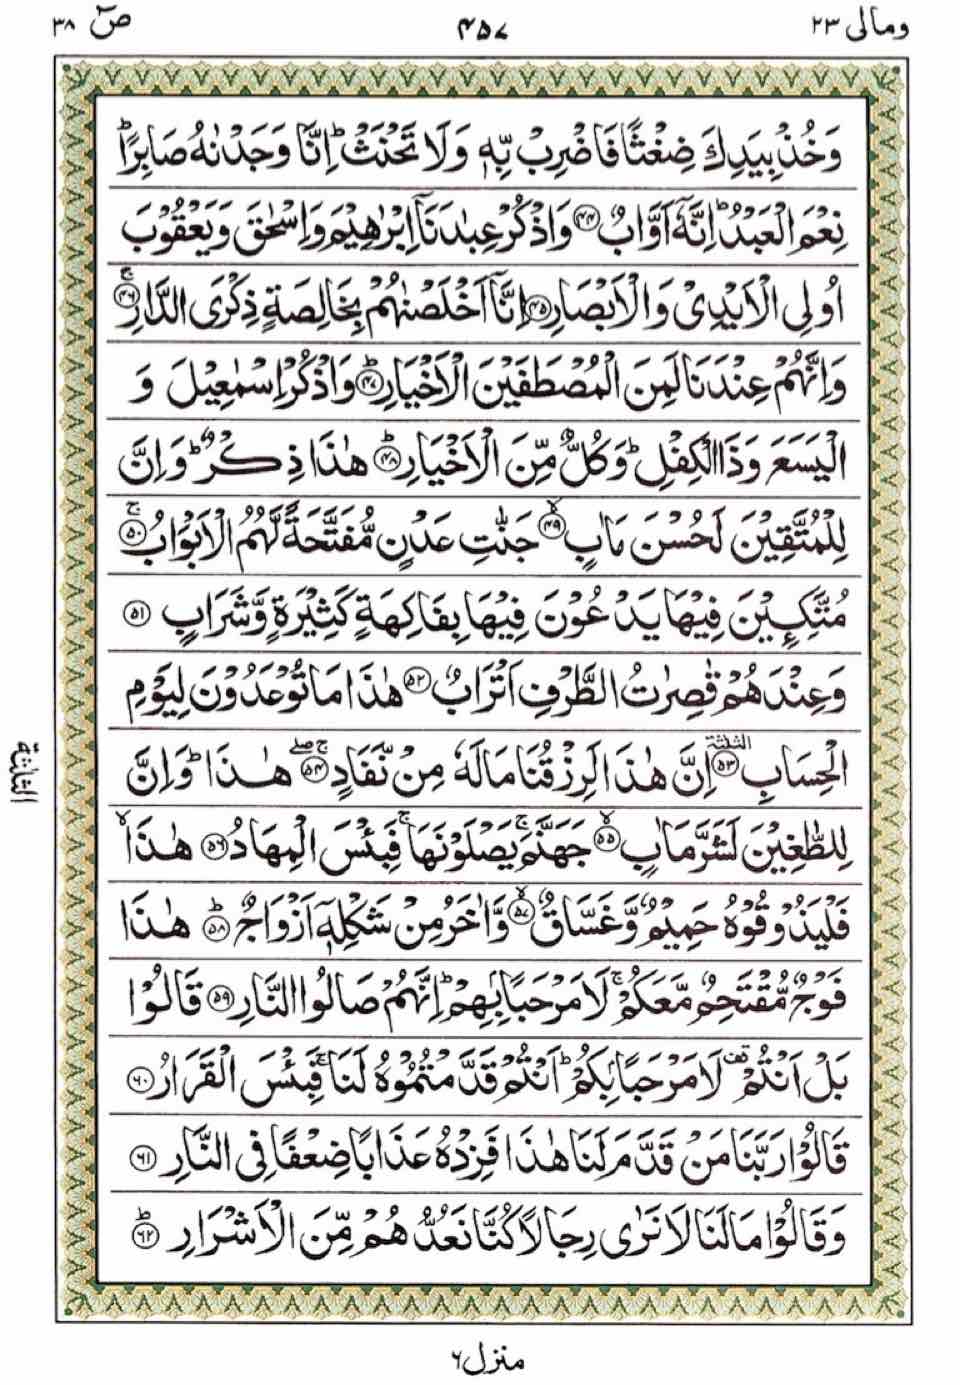 ومالی ۲۳
۴۵۷
صٓ ۳۸
وَخُذْ بِيَدِكَ ضِغْثًا فَاضْرِبْ بِّهٖ وَلَا تَحْنَثْ ؕ اِنَّا وَجَدْنٰهُ صَابِرًا ؕ
نِعْمَ الْعَبْدُ ؕ اِنَّهٗۤ اَوَّابٌ ﴿۴۴﴾ وَاذْكُرْ عِبٰدَنَاۤ اِبْرٰهِيْمَ وَاِسْحٰقَ وَيَعْقُوْبَ
اُولِي الْاَيْدِيْ وَالْاَبْصَارِ ﴿۴۵﴾ اِنَّاۤ اَخْلَصْنٰهُمْ بِخَالِصَةٍ ذِكْرَى الدَّارِ ۚ ﴿۴۶﴾
وَاِنَّهُمْ عِنْدَنَا لَمِنَ الْمُصْطَفَيْنَ الْاَخْيَارِ ؕ ﴿۴۷﴾ وَاذْكُرْ اِسْمٰعِيْلَ وَ
الْيَسَعَ وَذَا الْكِفْلِ ؕ وَكُلٌّ مِّنَ الْاَخْيَارِ ؕ ﴿۴۸﴾ هٰذَا ذِكْرٌ ؕ وَاِنَّ
لِلْمُتَّقِيْنَ لَحُسْنَ مَاٰبٍ ۙ ﴿۴۹﴾ جَنّٰتِ عَدْنٍ مُّفَتَّحَةً لَّهُمُ الْاَبْوَابُ ۚ ﴿۵۰﴾
مُتَّكِـِٕيْنَ فِيْهَا يَدْعُوْنَ فِيْهَا بِفَاكِهَةٍ كَثِيْرَةٍ وَّشَرَابٍ ﴿۵۱﴾
وَعِنْدَهُمْ قٰصِرٰتُ الطَّرْفِ اَتْرَابٌ ﴿۵۲﴾ هٰذَا مَا تُوْعَدُوْنَ لِيَوْمِ
الْحِسَابِ ﴿۵۳﴾ الثلثة اِنَّ هٰذَا لَرِزْقُنَا مَا لَهٗ مِنْ نَّفَادٍ ۚۖ ﴿۵۴﴾ هٰذَا ؕ وَاِنَّ
الثلثة
لِلطّٰغِيْنَ لَشَرَّ مَاٰبٍ ۙ ﴿۵۵﴾ جَهَنَّمَ ۚ يَصْلَوْنَهَا ۚ فَبِئْسَ الْمِهَادُ ﴿۵۶﴾ هٰذَا ۙ
فَلْيَذُوْقُوْهُ حَمِيْمٌ وَّغَسَّاقٌ ۙ ﴿۵۷﴾ وَّاٰخَرُ مِنْ شَكْلِهٖۤ اَزْوَاجٌ ؕ ﴿۵۸﴾ هٰذَا
فَوْجٌ مُّقْتَحِمٌ مَّعَكُمْ ۚ لَا مَرْحَبًاۢ بِهِمْ ؕ اِنَّهُمْ صَالُوا النَّارِ ﴿۵۹﴾ قَالُوْا
بَلْ اَنْتُمْ قف لَا مَرْحَبًاۢ بِكُمْ ؕ اَنْتُمْ قَدَّمْتُمُوْهُ لَنَا ۚ فَبِئْسَ الْقَرَارُ ﴿۶۰﴾
قَالُوْا رَبَّنَا مَنْ قَدَّمَ لَنَا هٰذَا فَزِدْهُ عَذَابًا ضِعْفًا فِي النَّارِ ﴿۶۱﴾
وَقَالُوْا مَا لَنَا لَا نَرٰى رِجَالًا كُنَّا نَعُدُّهُمْ مِّنَ الْاَشْرَارِ ؕ ﴿۶۲﴾
منزل ۶